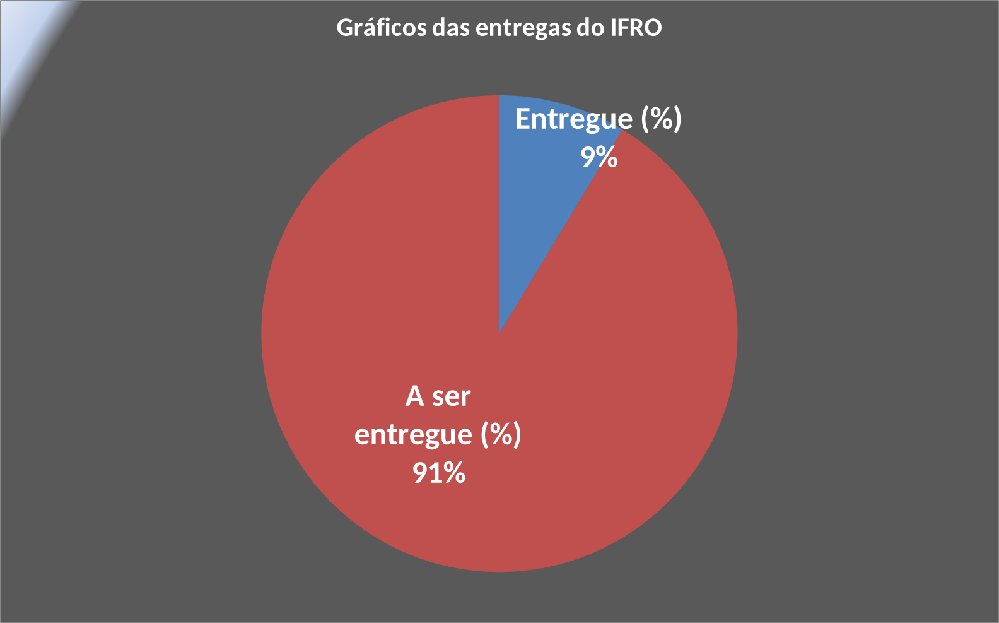 Gráficos das entregas do IFRO
Entregue (%)
9%
A ser
entregue (%)
91%